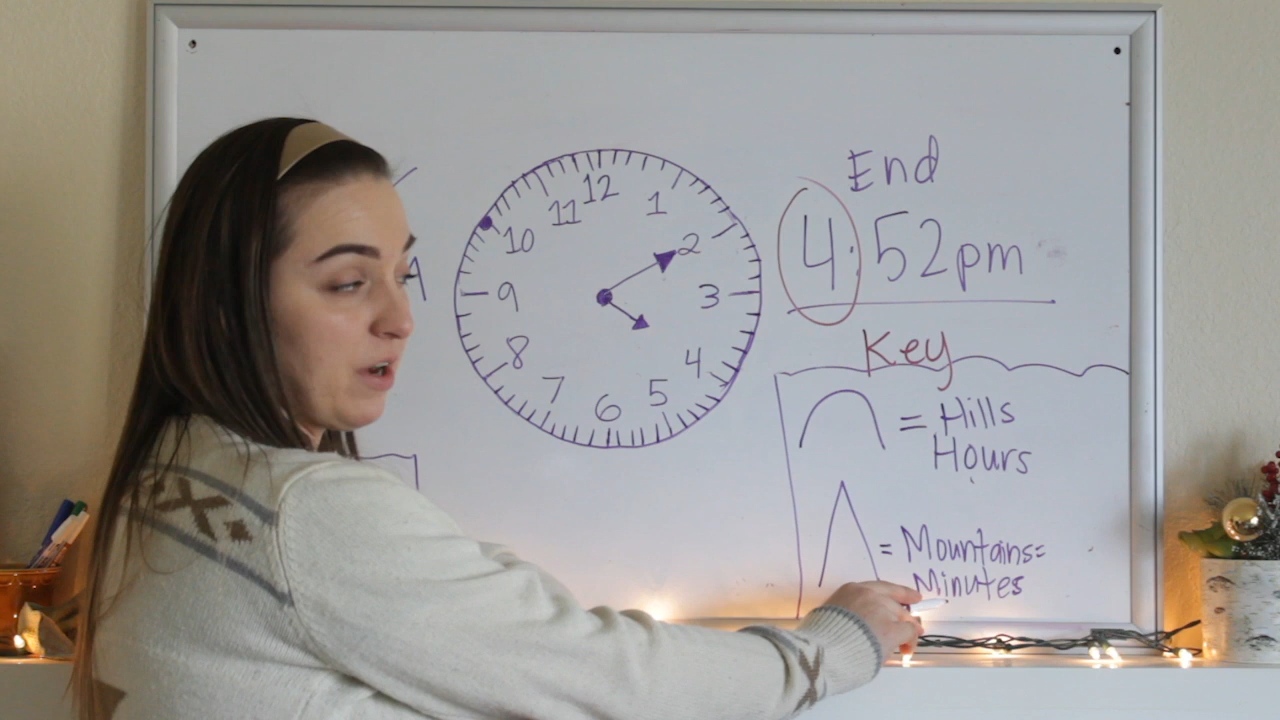 12
11
1
10
2
9
3
8
4
7
5
6
End
4:52pm
Key
= Hills
Hours
= Mountains=
Minutes